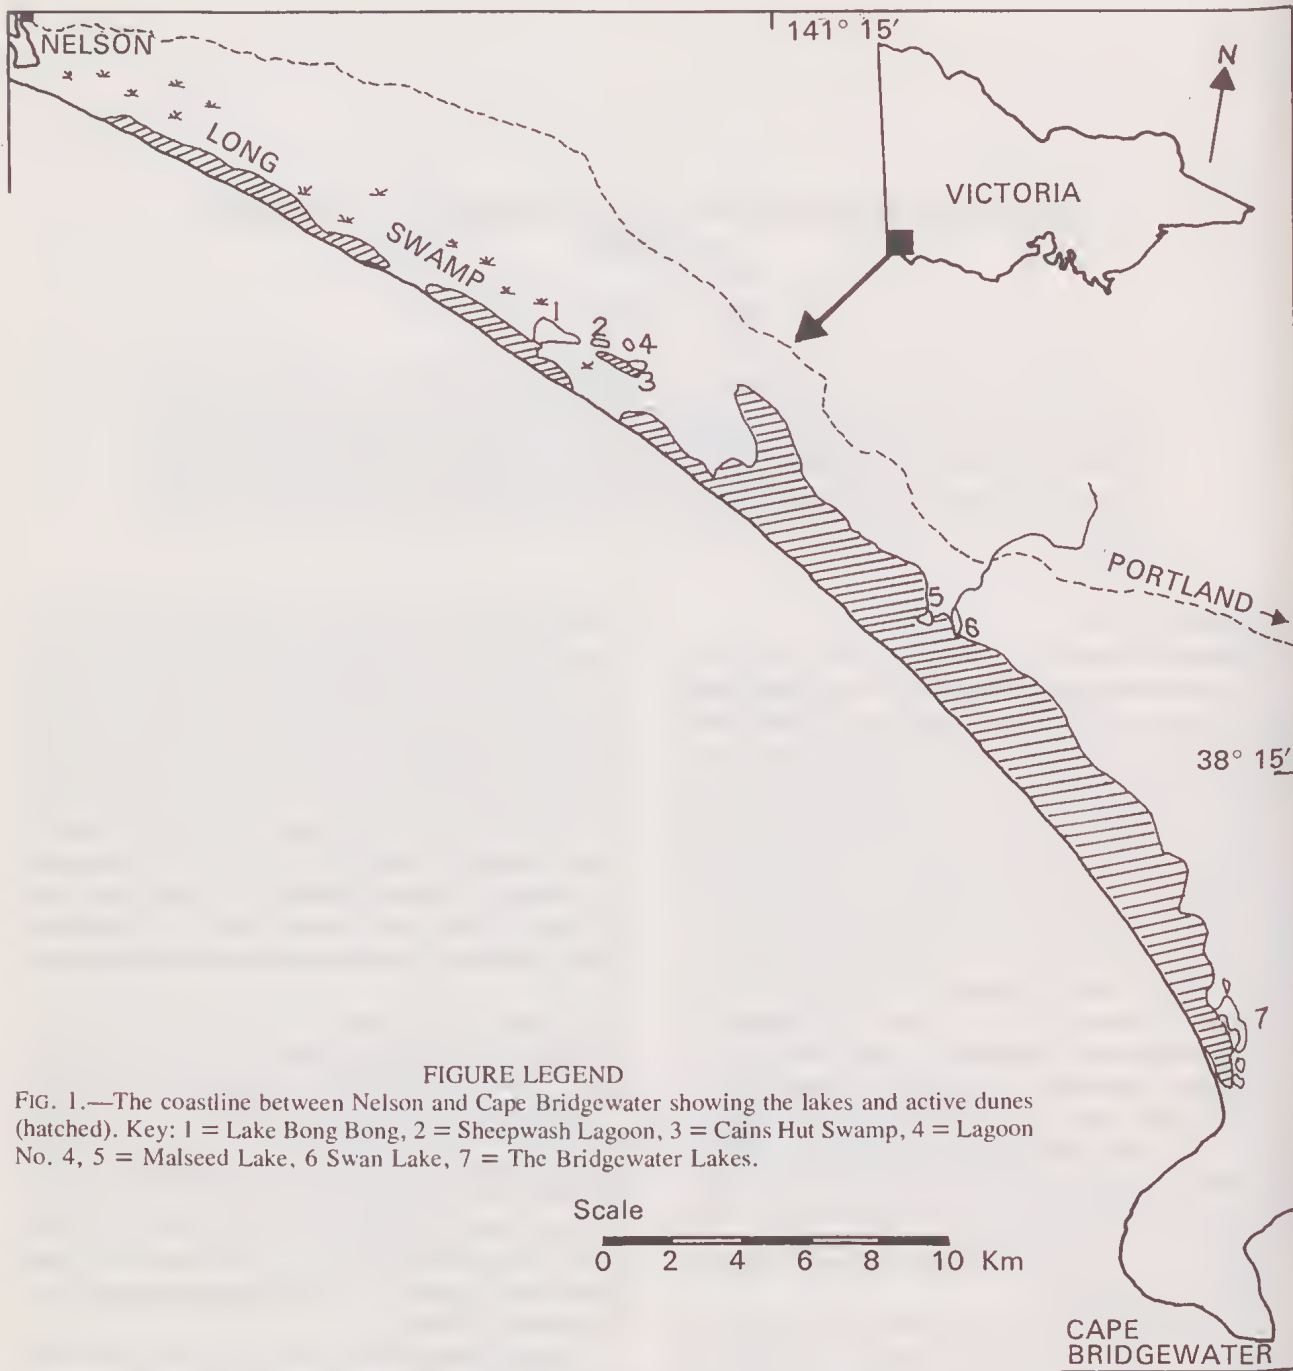 141° 15′
NELSON
N
LONG
VICTORIA
SWAMP
1
2
4
3
5
PORTLAND
6
38° 15′
7
FIGURE LEGEND
FIG. 1.—The coastline between Nelson and Cape Bridgewater showing the lakes and active dunes
(hatched). Key: 1 = Lake Bong Bong, 2 = Sheepwash Lagoon, 3 = Cains Hut Swamp, 4 = Lagoon
No. 4, 5 = Malseed Lake, 6 Swan Lake, 7 = The Bridgewater Lakes.
Scale
0 2 4 6 8 10 Km
CAPE
BRIDGEWATER